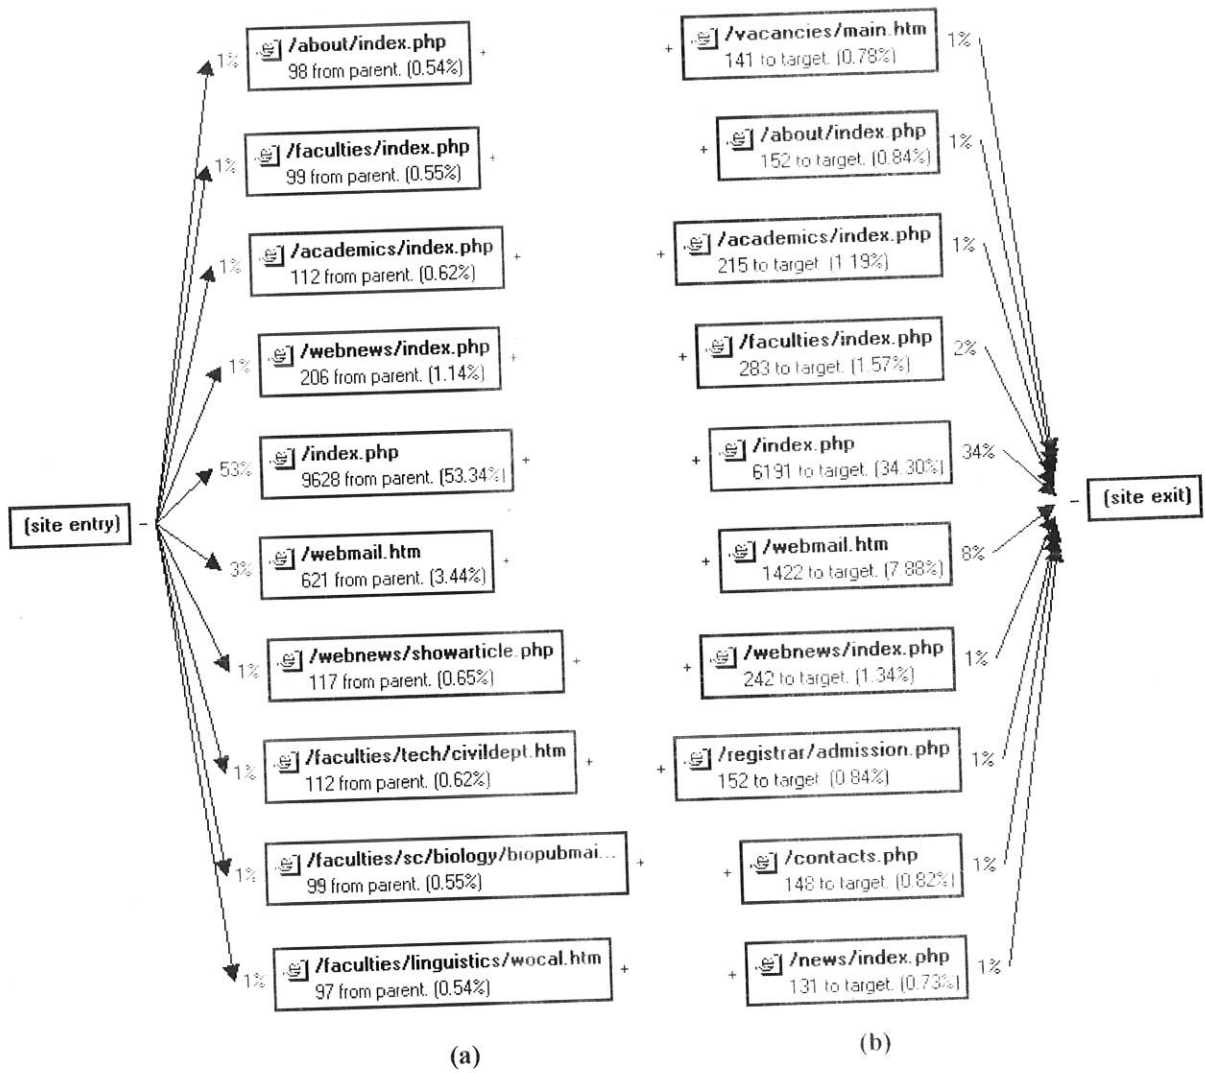 1%
/about/index.php
98 from parent. (0.54%)
+
1%
/faculties/index.php
99 from parent. (0.55%)
+
1%
/academics/index.php
112 from parent. (0.62%)
+
1%
/webnews/index.php
206 from parent. (1.14%)
+
53%
/index.php
9628 from parent. (53.34%)
+
(site entry) -
3%
/webmail.htm
621 from parent. (3.44%)
+
1%
/webnews/showarticle.php
117 from parent. (0.65%)
+
1%
/faculties/tech/civildept.htm
112 from parent. (0.62%)
+
1%
/faculties/sc/biology/biopubmai...
99 from parent. (0.55%)
+
1%
/faculties/linguistics/wocal.htm
97 from parent. (0.54%)
+
(a)
+
/vacancies/main.htm
141 to target. (0.78%)
1%
+
/about/index.php
152 to target. (0.84%)
1%
+
/academics/index.php
215 to target. (1.19%)
1%
+
/faculties/index.php
283 to target. (1.57%)
2%
+
/index.php
6191 to target. (34.30%)
34%
- (site exit)
+
/webmail.htm
1422 to target. (7.88%)
8%
+
/webnews/index.php
242 to target. (1.34%)
1%
+
/registrar/admission.php
152 to target. (0.84%)
1%
+
/contacts.php
148 to target. (0.82%)
1%
+
/news/index.php
131 to target. (0.73%)
1%
(b)